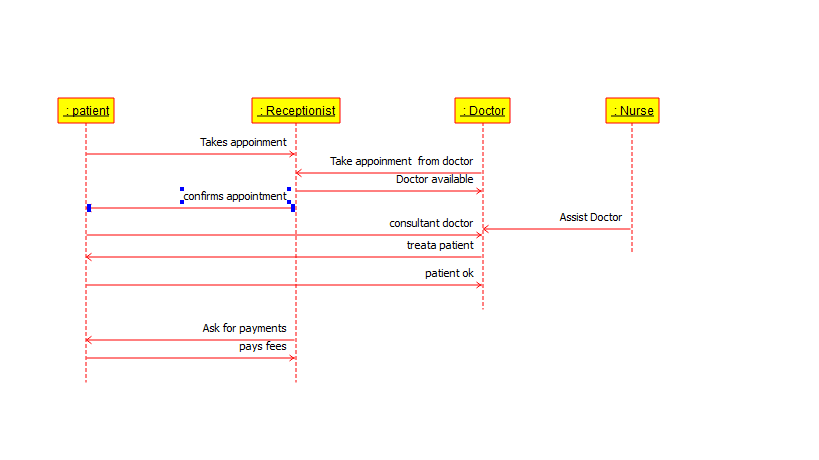 : patient
: Receptionist
: Doctor
: Nurse
Takes appoinment
Take appoinment from doctor
Doctor available
confirms appointment
Assist Doctor
consultant doctor
treata patient
patient ok
Ask for payments
pays fees